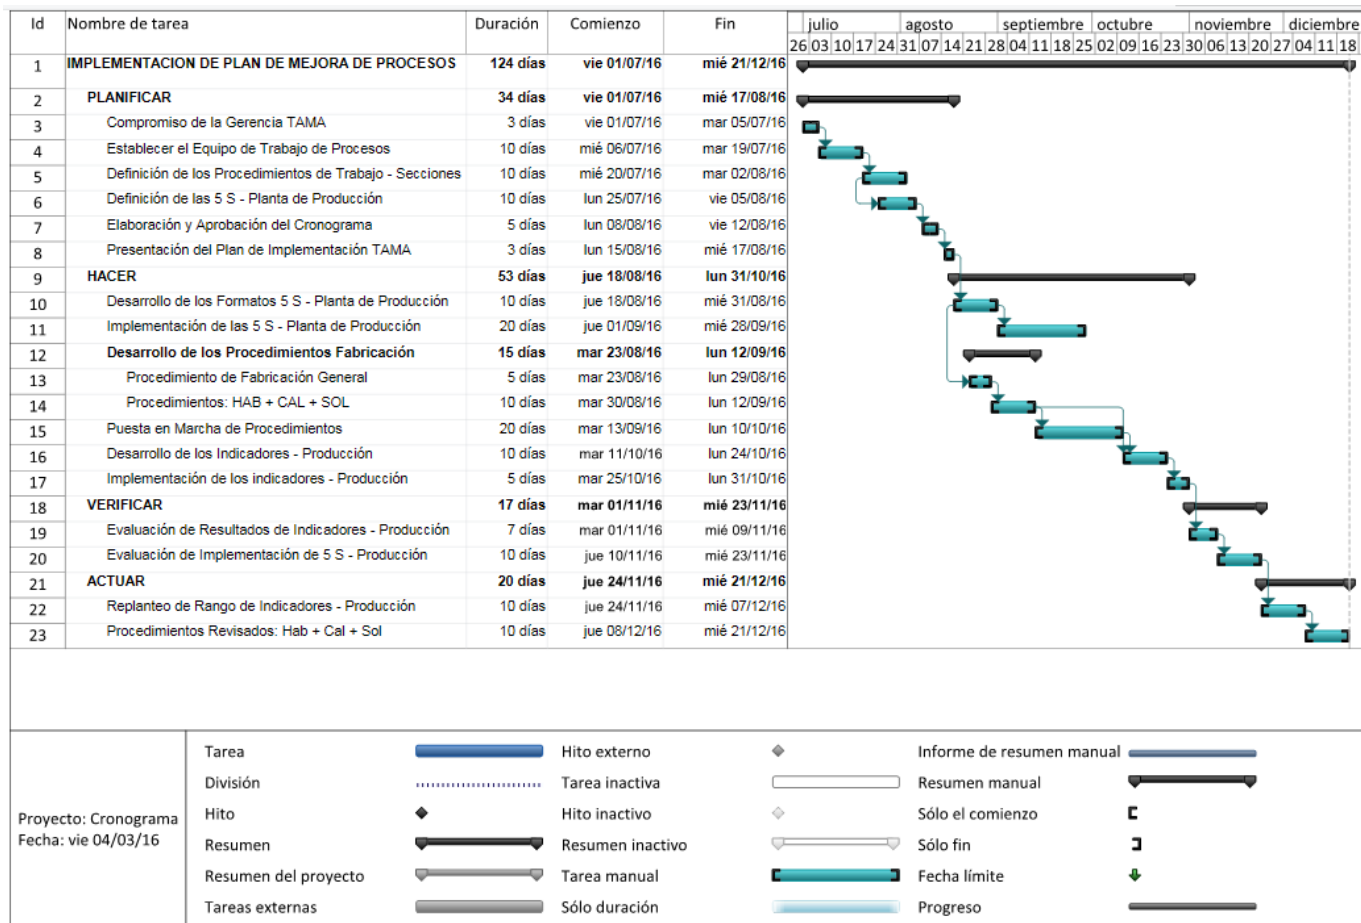 Id Nombre de tarea Duración Comienzo Fin julio agosto septiembre octubre noviembre diciembre
26 03 10 17 24 31 07 14 21 28 04 11 18 25 02 09 16 23 30 06 13 20 27 04 11 18
1 IMPLEMENTACION DE PLAN DE MEJORA DE PROCESOS 124 días vie 01/07/16 mié 21/12/16
2 PLANIFICAR 34 días vie 01/07/16 mié 17/08/16
3 Compromiso de la Gerencia TAMA 3 días vie 01/07/16 mar 05/07/16
4 Establecer el Equipo de Trabajo de Procesos 10 días mié 06/07/16 mar 19/07/16
5 Definición de los Procedimientos de Trabajo - Secciones 10 días mié 20/07/16 mar 02/08/16
6 Definición de las 5 S - Planta de Producción 10 días lun 25/07/16 vie 05/08/16
7 Elaboración y Aprobación del Cronograma 5 días lun 08/08/16 vie 12/08/16
8 Presentación del Plan de Implementación TAMA 3 días lun 15/08/16 mié 17/08/16
9 HACER 53 días jue 18/08/16 lun 31/10/16
10 Desarrollo de los Formatos 5 S - Planta de Producción 10 días jue 18/08/16 mié 31/08/16
11 Implementación de las 5 S - Planta de Producción 20 días jue 01/09/16 mié 28/09/16
12 Desarrollo de los Procedimientos Fabricación 15 días mar 23/08/16 lun 12/09/16
13 Procedimiento de Fabricación General 5 días mar 23/08/16 lun 29/08/16
14 Procedimientos: HAB + CAL + SOL 10 días mar 30/08/16 lun 12/09/16
15 Puesta en Marcha de Procedimientos 20 días mar 13/09/16 lun 10/10/16
16 Desarrollo de los Indicadores - Producción 10 días mar 11/10/16 lun 24/10/16
17 Implementación de los indicadores - Producción 5 días mar 25/10/16 lun 31/10/16
18 VERIFICAR 17 días mar 01/11/16 mié 23/11/16
19 Evaluación de Resultados de Indicadores - Producción 7 días mar 01/11/16 mié 09/11/16
20 Evaluación de Implementación de 5 S - Producción 10 días jue 10/11/16 mié 23/11/16
21 ACTUAR 20 días jue 24/11/16 mié 21/12/16
22 Replanteo de Rango de Indicadores - Producción 10 días jue 24/11/16 mié 07/12/16
23 Procedimientos Revisados: Hab + Cal + Sol 10 días jue 08/12/16 mié 21/12/16
Proyecto: Cronograma
Fecha: vie 04/03/16
Tarea Hito externo Informe de resumen manual
División Tarea inactiva Resumen manual
Hito Hito inactivo Sólo el comienzo
Resumen Resumen inactivo Sólo fin
Resumen del proyecto Tarea manual Fecha límite
Tareas externas Sólo duración Progreso